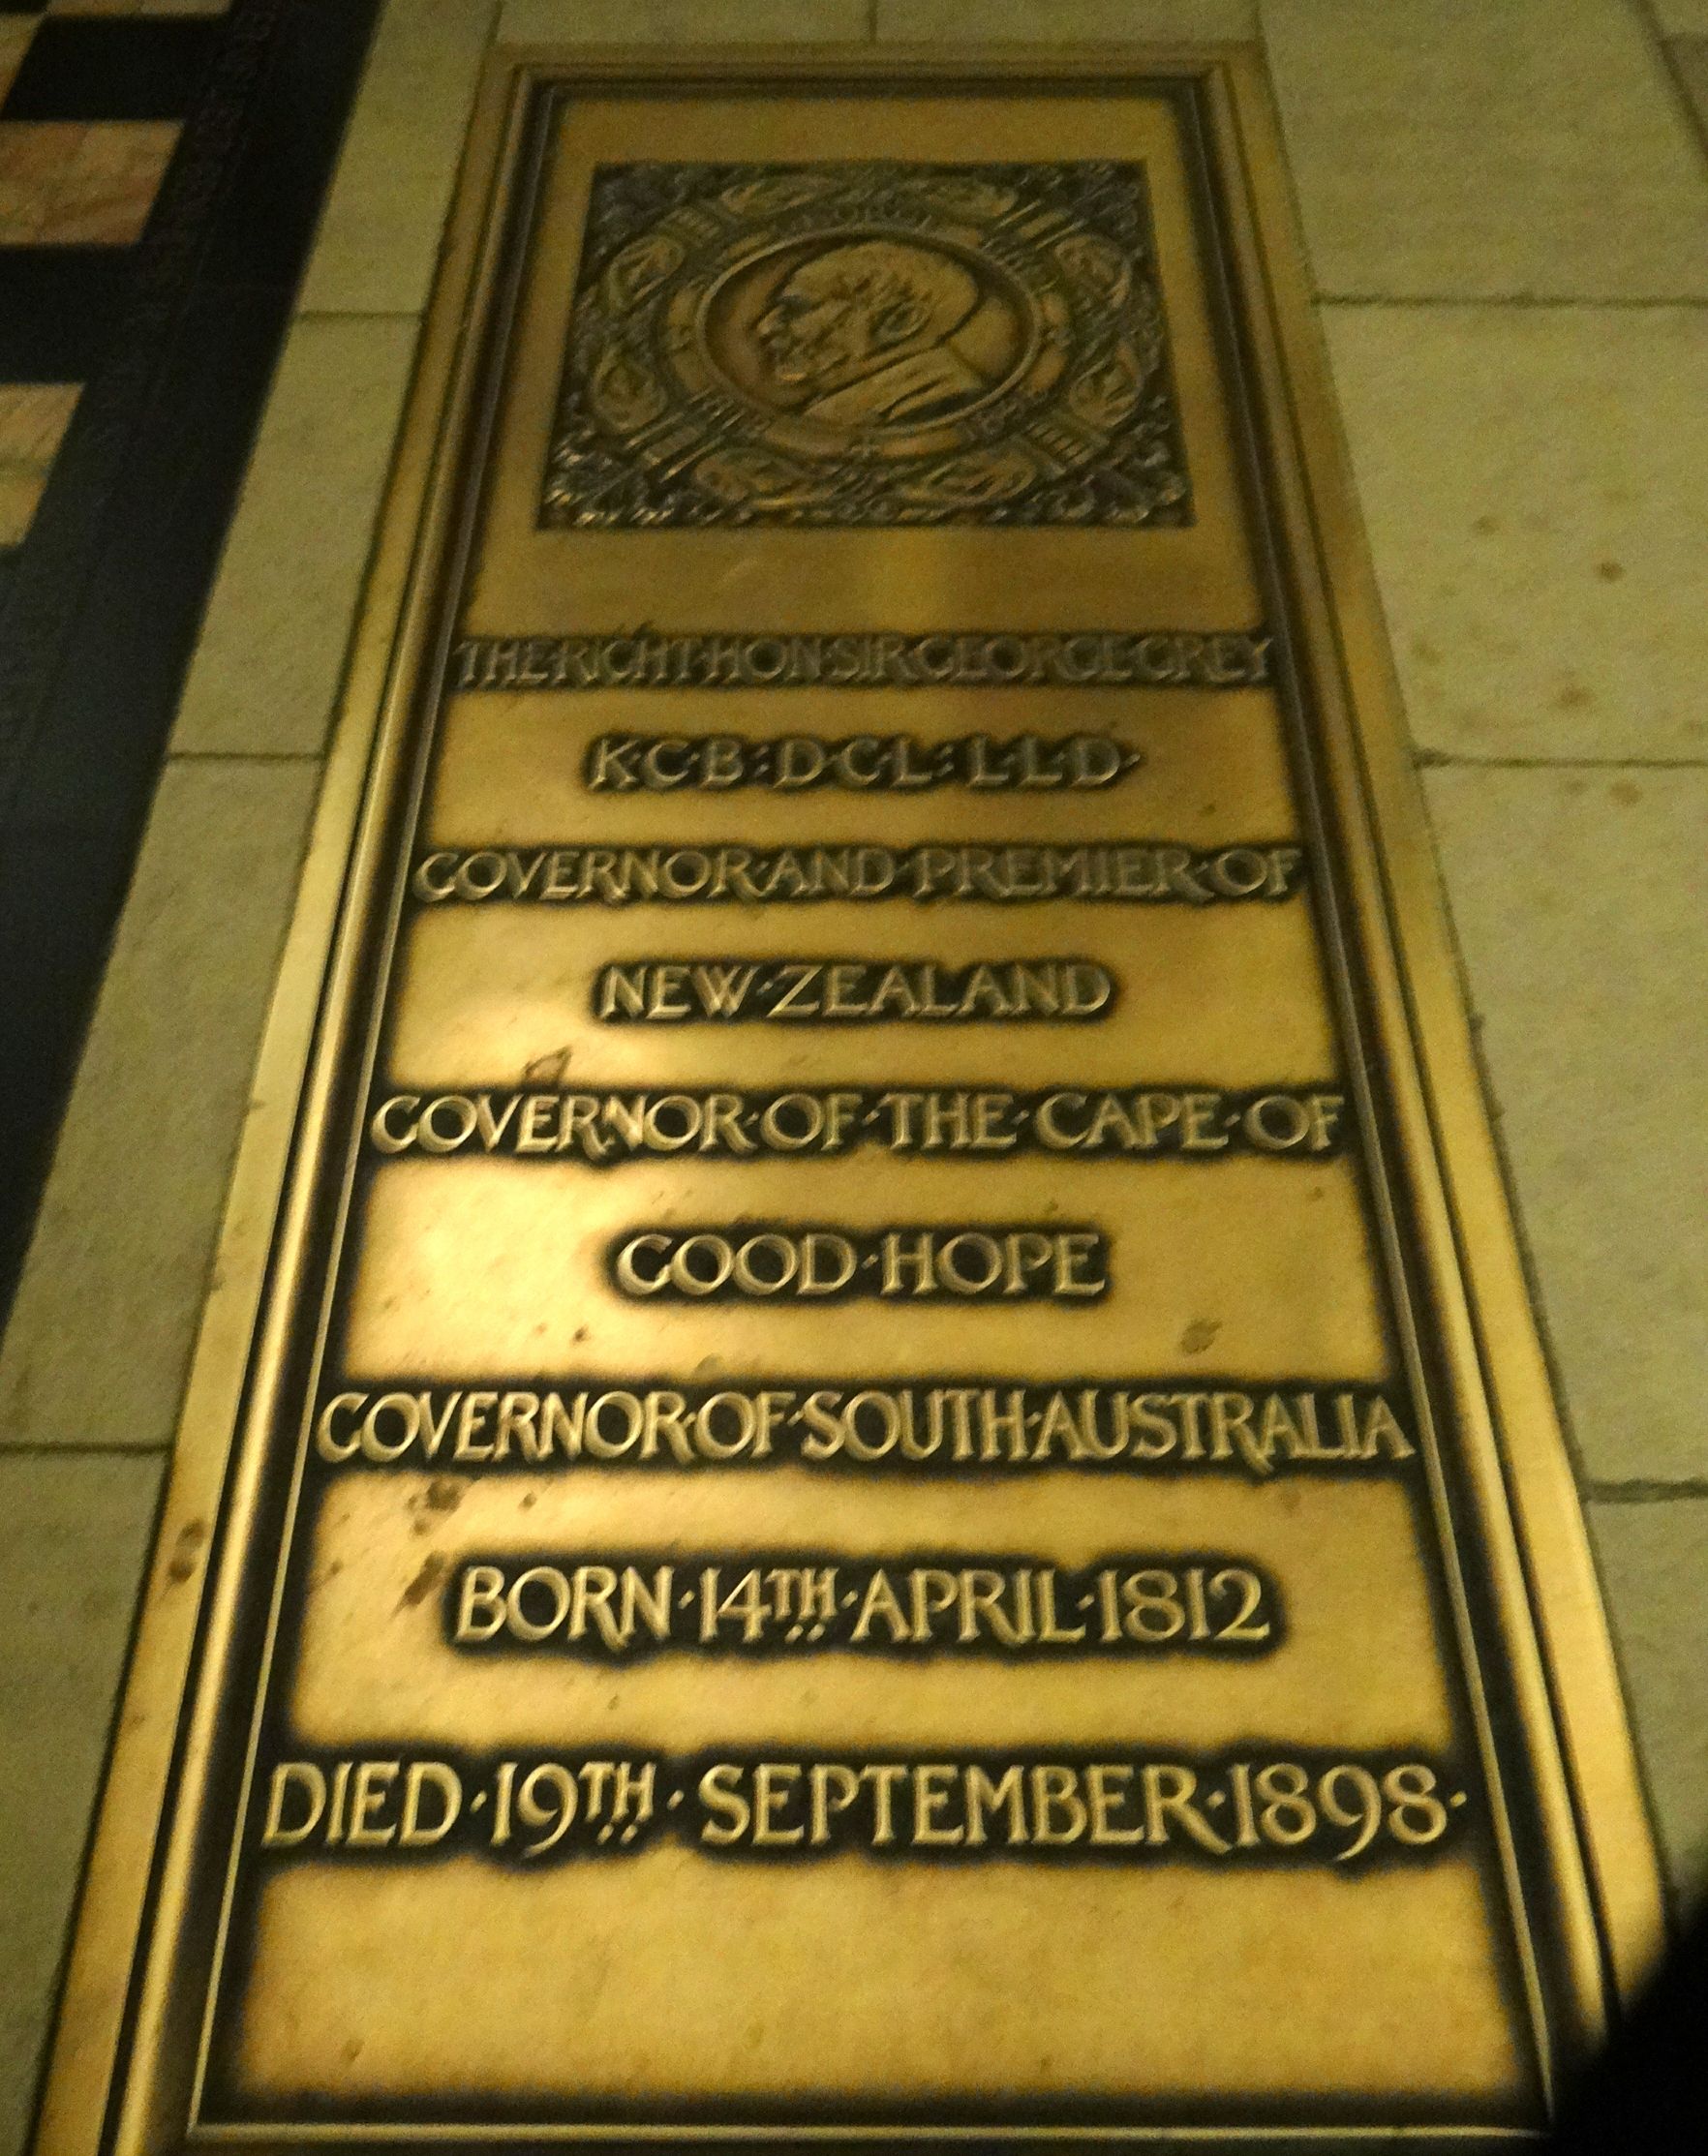 THE·RIGHT·HON·SIR·GEORGE·GREY
K·C·B:D·C·L:L·L·D·
GOVERNOR·AND·PREMIER·OF
NEW·ZEALAND
GOVERNOR·OF·THE·CAPE·OF
GOOD·HOPE
GOVERNOR·OF·SOUTH·AUSTRALIA
BORN·14TH·APRIL·1812
DIED·19TH·SEPTEMBER·1898·